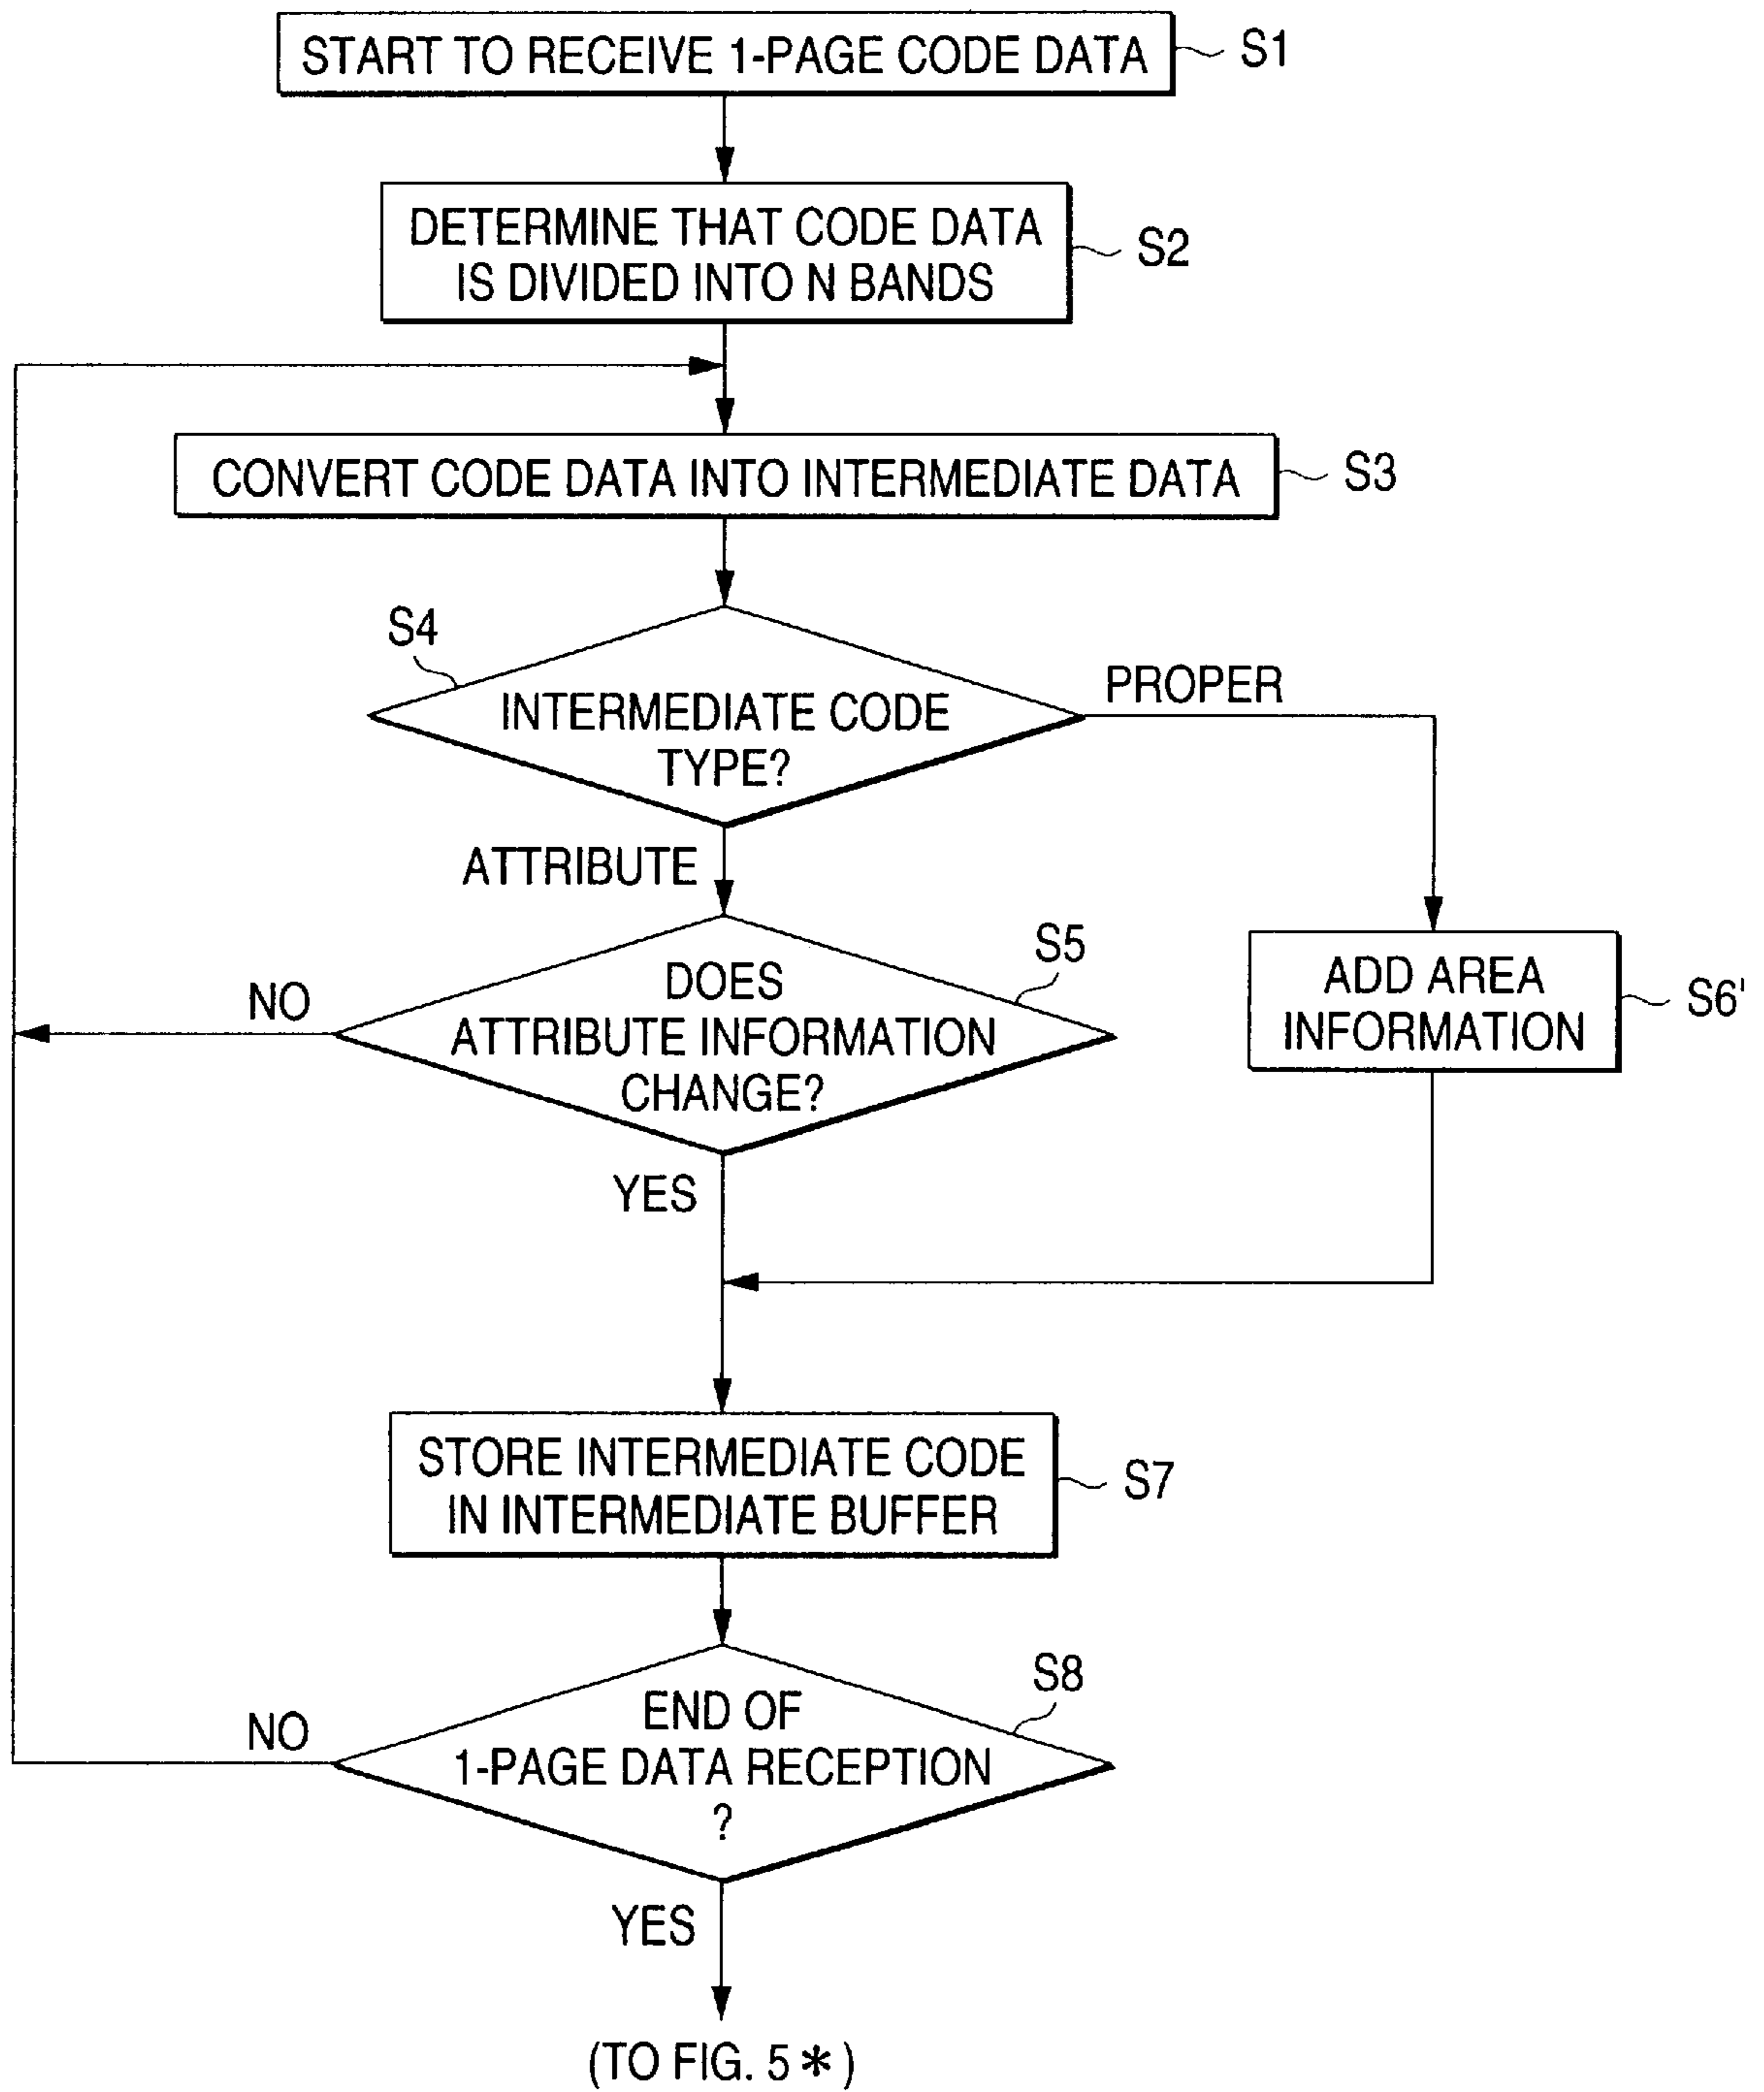 START TO RECEIVE 1-PAGE CODE DATA
S1
DETERMINE THAT CODE DATA
IS DIVIDED INTO N BANDS
S2
CONVERT CODE DATA INTO INTERMEDIATE DATA
S3
S4
INTERMEDIATE CODE
TYPE?
PROPER
ATTRIBUTE
S5
DOES
ATTRIBUTE INFORMATION
CHANGE?
NO
YES
ADD AREA
INFORMATION
S6'
STORE INTERMEDIATE CODE
IN INTERMEDIATE BUFFER
S7
S8
END OF
1-PAGE DATA RECEPTION
?
NO
YES
(TO FIG. 5*)